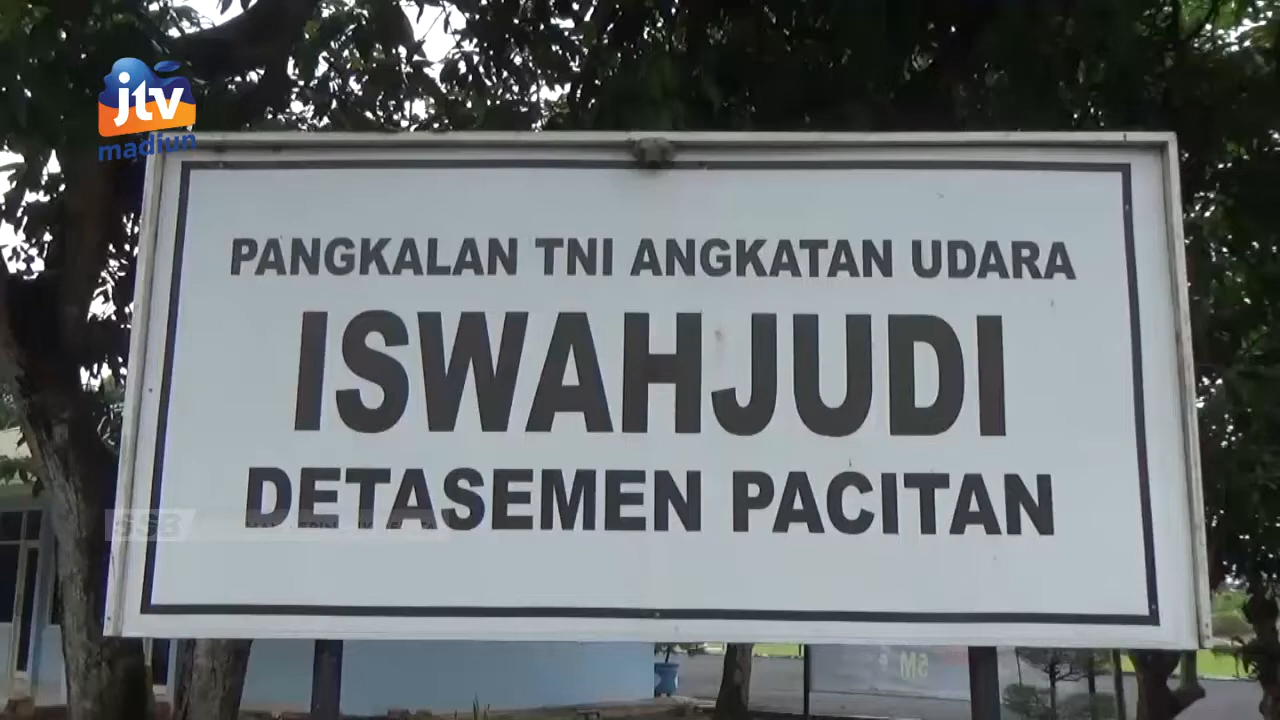 jtv
madiun
PANGKALAN TNI ANGKATAN UDARA
ISWAHJUDI
DETASEMEN PACITAN